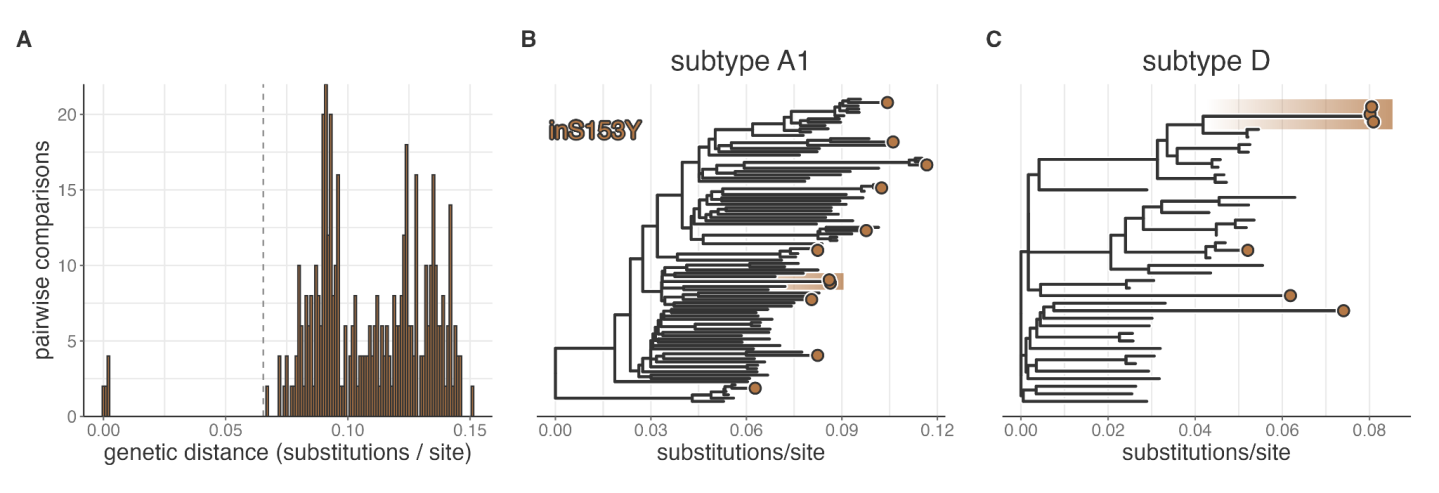 A
pairwise comparisons
20
15
10
5
0
0.00 0.05 0.10 0.15
genetic distance (substitutions / site)
B
subtype A1
inS153Y
0.00 0.03 0.06 0.09 0.12
substitutions/site
C
subtype D
0.00 0.02 0.04 0.06 0.08
substitutions/site